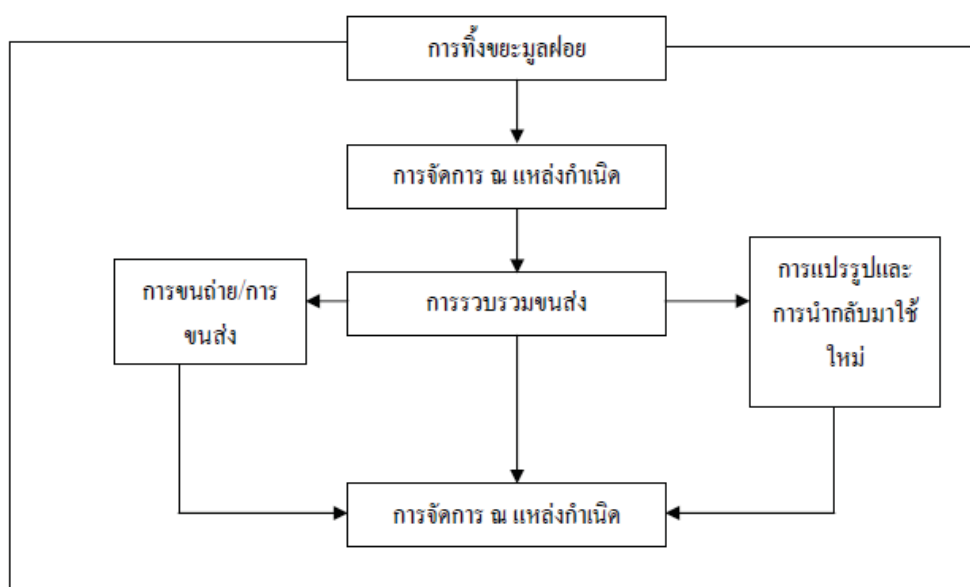 การทิ้งขยะมูลฝอย
การจัดการ ณ แหล่งกำเนิด
การขนถ่าย/การ
ขนส่ง
การรวบรวมขนส่ง
การแปรรูปและ
การนำกลับมาใช้
ใหม่
การจัดการ ณ แหล่งกำเนิด